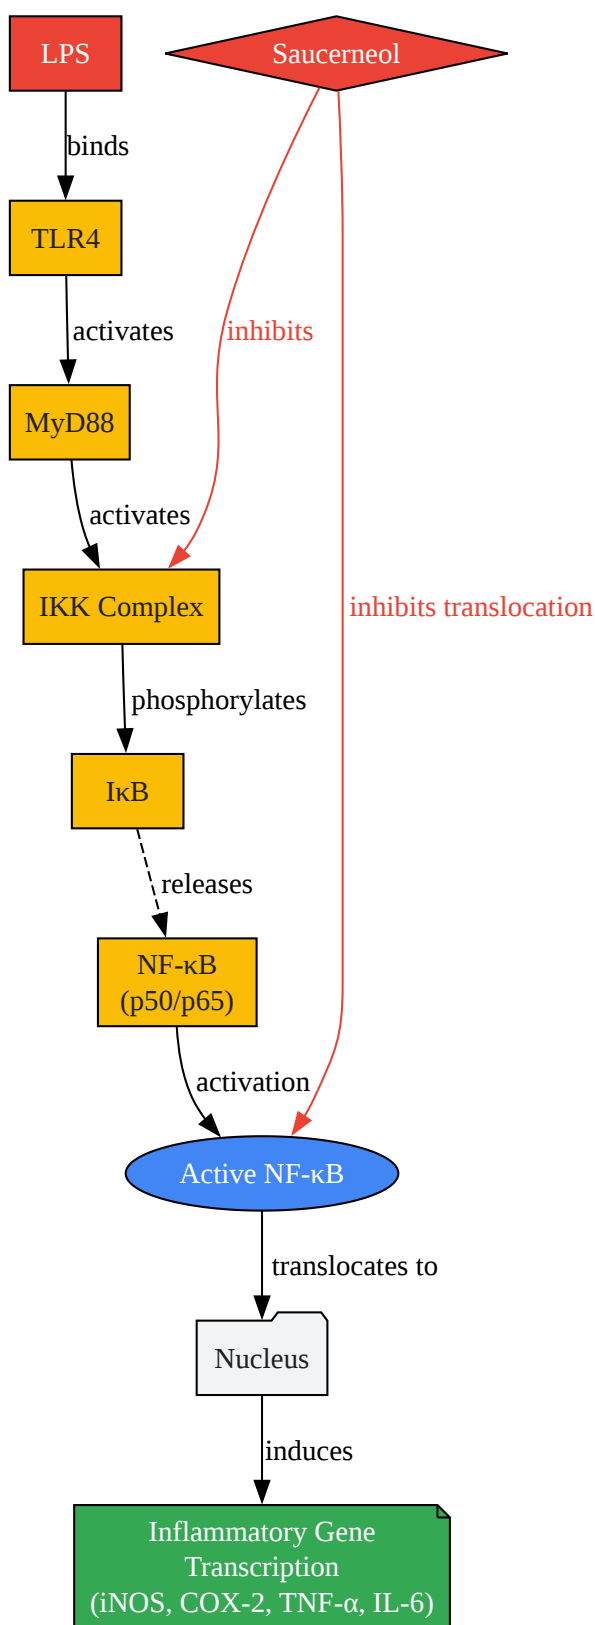 LPS
Saucerneol
binds
TLR4
activates
inhibits
MyD88
activates
IKK Complex
inhibits translocation
phosphorylates
IκB
releases
NF-κB
(p50/p65)
activation
Active NF-κB
translocates to
Nucleus
induces
Inflammatory Gene
Transcription
(iNOS, COX-2, TNF-α, IL-6)